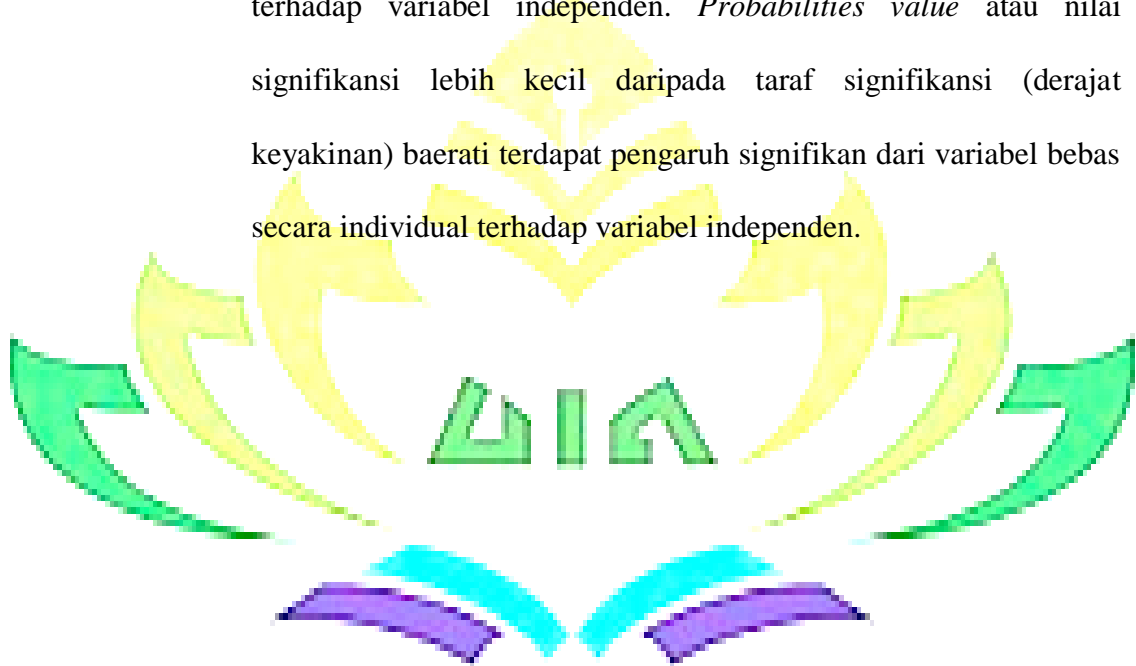 terhadap variabel independen. Probabilities value atau nilai
signifikansi lebih kecil daripada taraf signifikansi (derajat
keyakinan) baerati terdapat pengaruh signifikan dari variabel bebas
secara individual terhadap variabel independen.